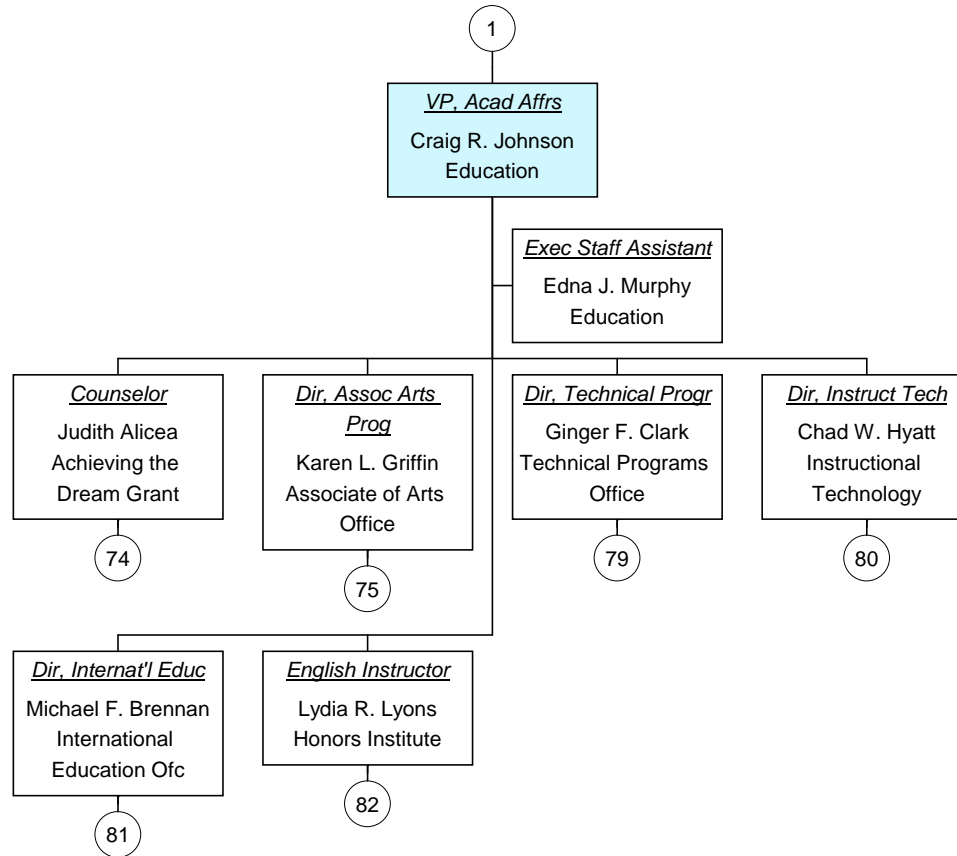 1
VP, Acad Affrs
Craig R. Johnson
Education
Exec Staff Assistant
Edna J. Murphy
Education
Counselor
Judith Alicea
Achieving the
Dream Grant
74
Dir, Assoc Arts
Prog
Karen L. Griffin
Associate of Arts
Office
75
Dir, Technical Progr
Ginger F. Clark
Technical Programs
Office
79
Dir, Instruct Tech
Chad W. Hyatt
Instructional
Technology
80
Dir, Internat'l Educ
Michael F. Brennan
International
Education Ofc
81
English Instructor
Lydia R. Lyons
Honors Institute
82